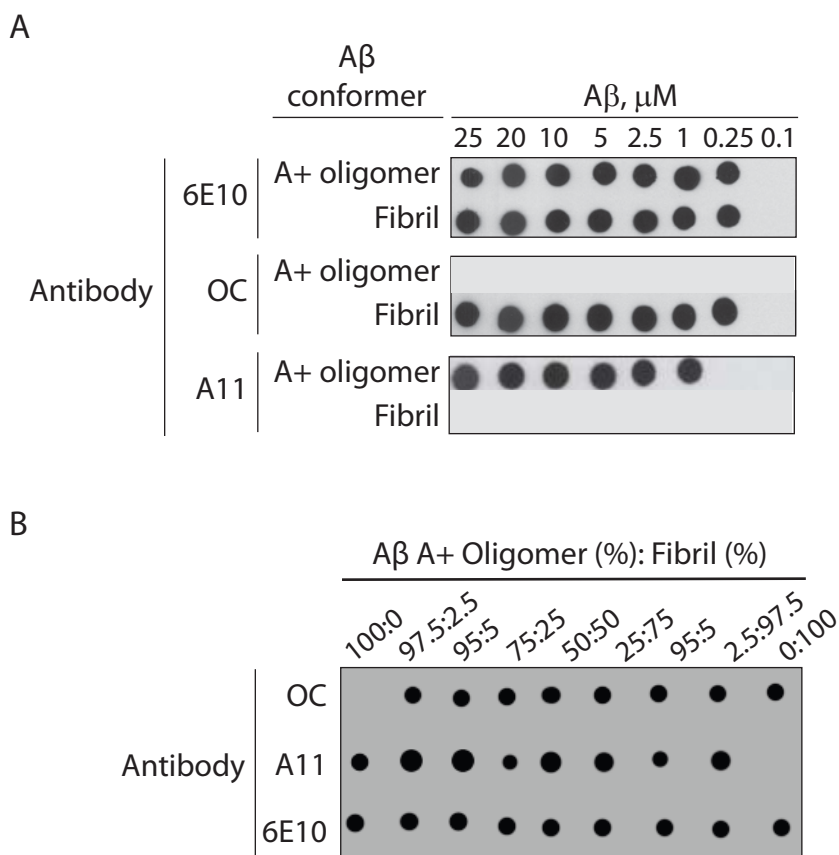 A
Aβ
conformer
Aβ, μM
25 20 10 5 2.5 1 0.25 0.1
Antibody
6E10
A+ oligomer
Fibril
OC
A+ oligomer
Fibril
A11
A+ oligomer
Fibril
B
Aβ A+ Oligomer (%): Fibril (%)
100:0 97.5:2.5 95:5 75:25 50:50 25:75 95:5 2.5:97.5 0:100
Antibody
OC
A11
6E10